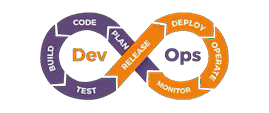 CODE
PLAN
BUILD
Dev
TEST
RELEASE
DEPLOY
Ops
OPERATE
MONITOR